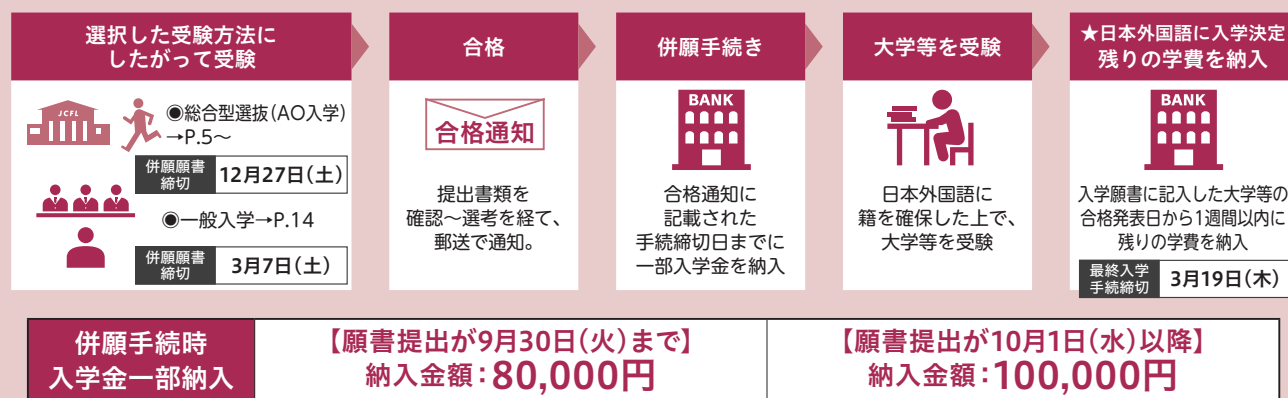 選択した受験方法に
したがって受験
JCFL
◉総合型選抜(AO入学)
→P.5〜
併願願書
締切
12月27日(土)
◉一般入学→P.14
併願願書
締切
3月7日(土)
合格
合格通知
提出書類を
確認〜選考を経て、
郵送で通知。
併願手続き
BANK
合格通知に
記載された
手続締切日までに
一部入学金を納入
大学等を受験
日本外国語に
籍を確保した上で、
大学等を受験
★日本外国語に入学決定
残りの学費を納入
BANK
入学願書に記入した大学等の
合格発表日から1週間以内に
残りの学費を納入
最終入学
手続締切
3月19日(木)
併願手続時
入学金一部納入
【願書提出が9月30日(火)まで】
納入金額:80,000円
【願書提出が10月1日(水)以降】
納入金額:100,000円